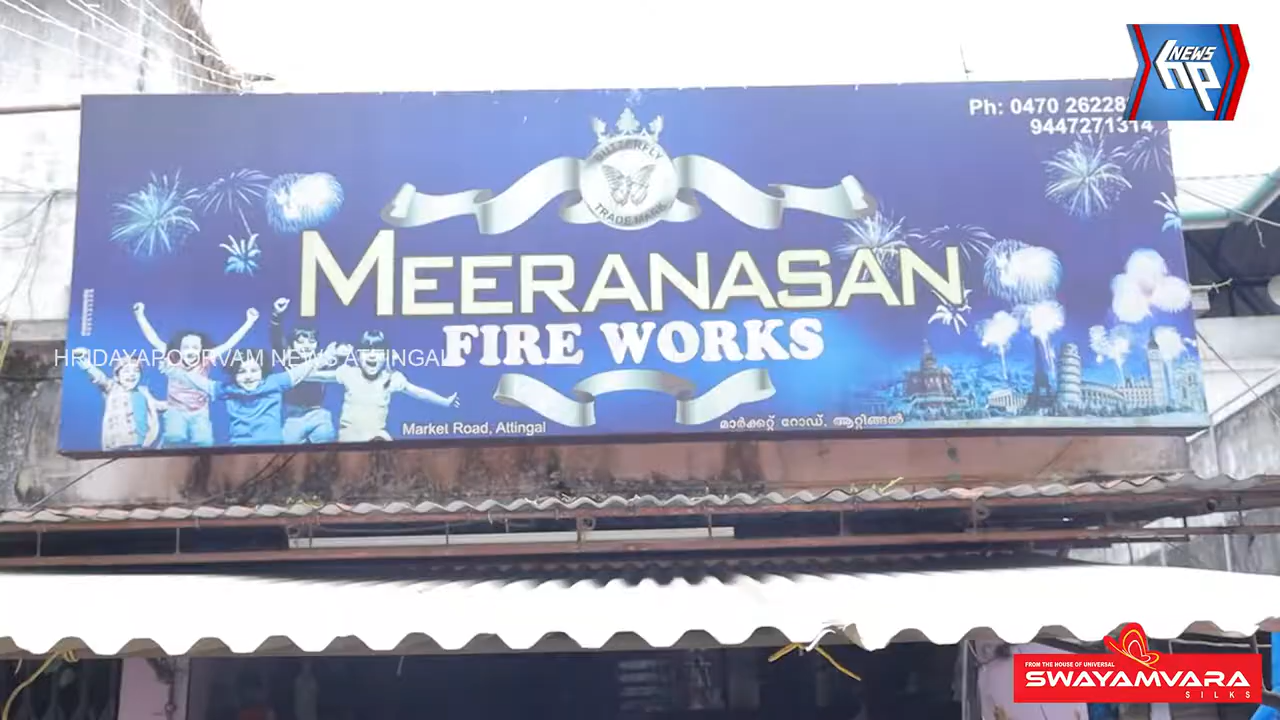 NEWS
hp
Ph: 0470
9447271314
BUTTERFLY
TRADE MARK
MEERANASAN
FIRE WORKS
HRIDAYAPOORVAM NEWS ATTINGAL
Market Road, Attingal
മാർക്കറ്റ് റോഡ്. ആറ്റിങ്ങൽ
FROM THE HOUSE OF UNIVERSAL
SWAYAMVARA
SILKS